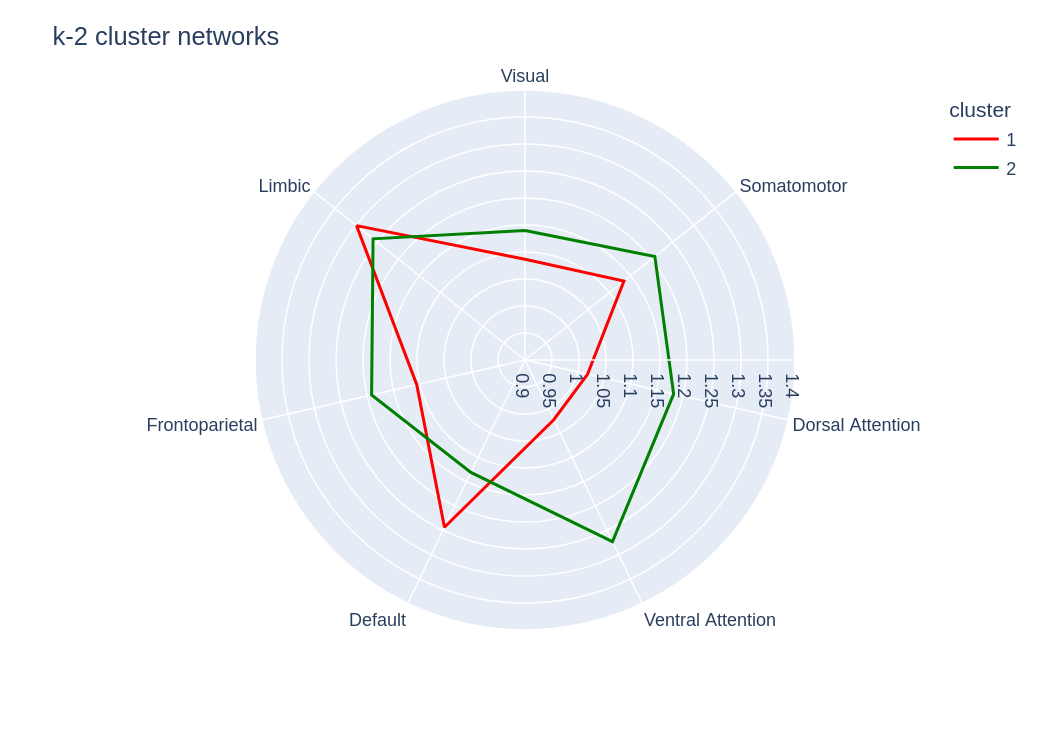 k-2 cluster networks
Visual
cluster
1
2
Limbic
Somatomotor
0.9
0.95
1
1.05
1.1
1.15
1.2
1.25
1.3
1.35
1.4
Frontoparietal
Dorsal Attention
Default
Ventral Attention